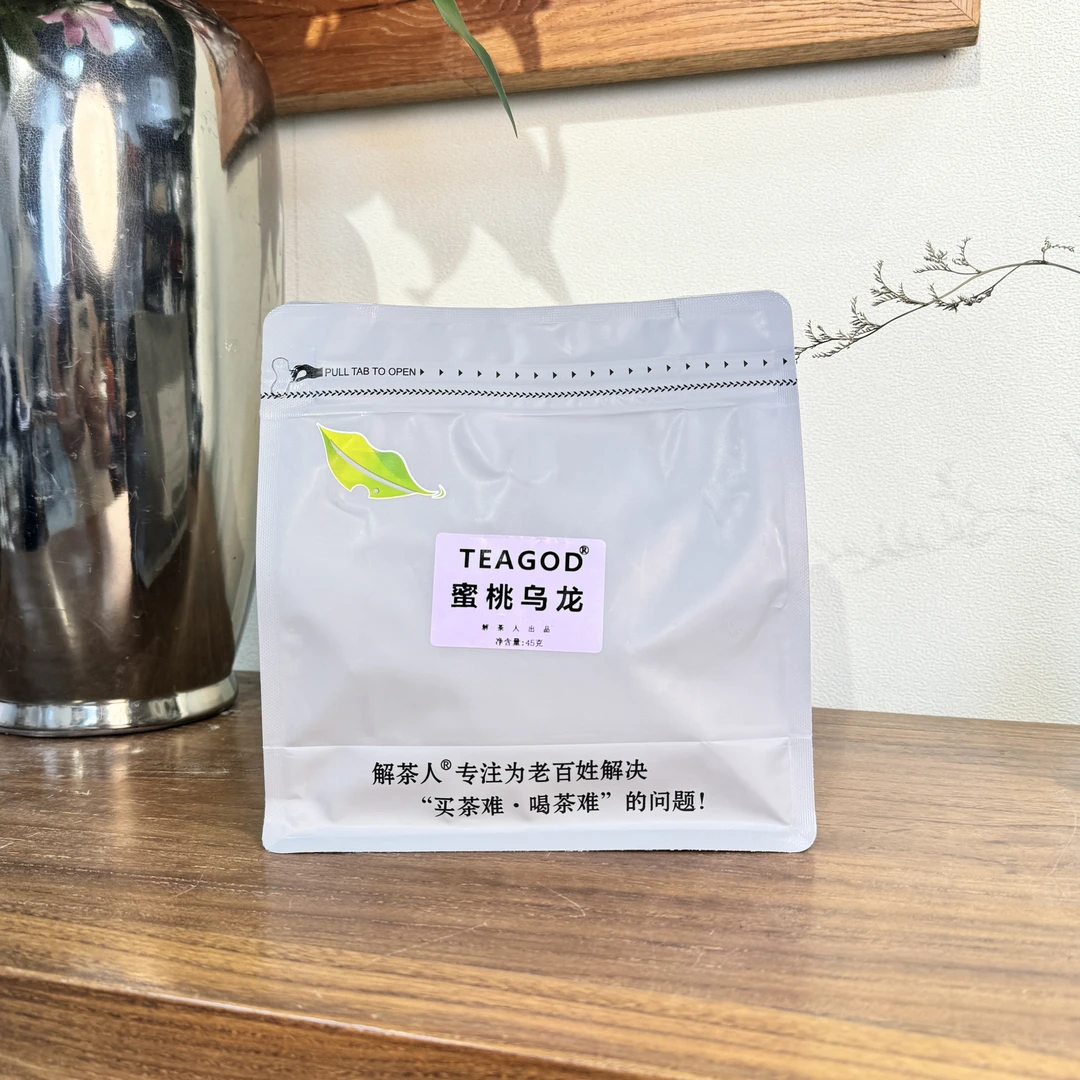 PULL TAB TO OPEN
TEAGOD®
蜜桃乌龙
解茶人出品
净含量:45克
解茶人®专注为老百姓解决
“买茶难·喝茶难”的问题!